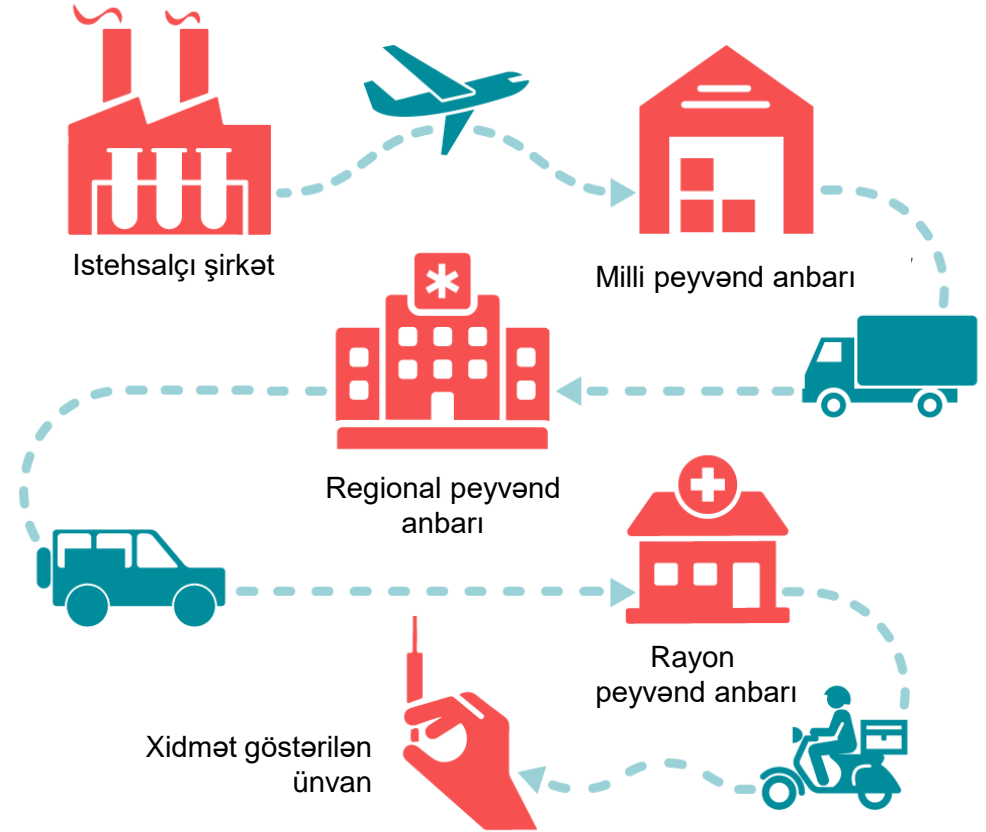 Istehsalçı şirkət
Milli peyvənd anbarı
Regional peyvənd
anbarı
Rayon
peyvənd anbarı
Xidmət göstərilən
ünvan